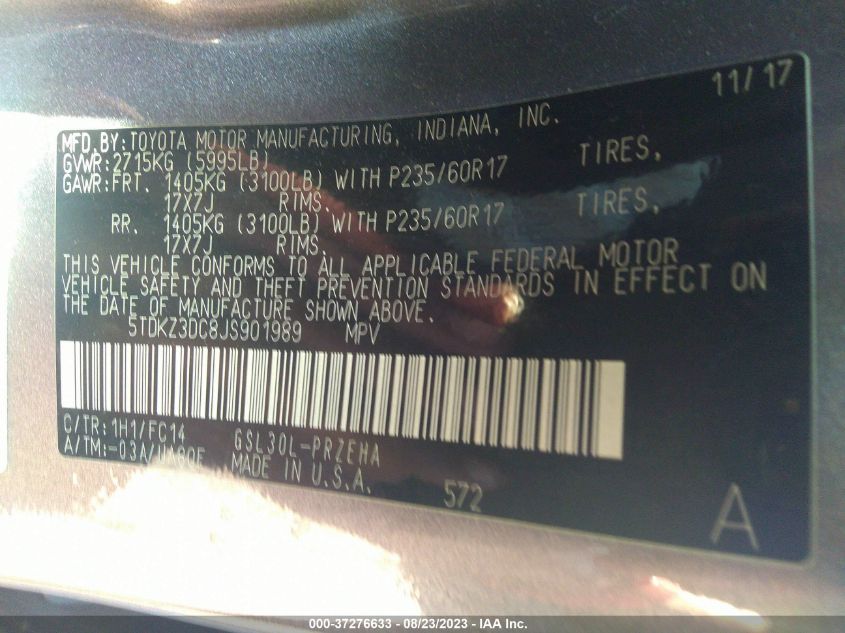 11/17
MFD.BY:TOYOTA MOTOR MANUFACTURING, INDIANA, INC.
GVWR:2715KG (5995LB)
GAWR:FRT. 1405KG (3100LB) WITH P235/60R17 TIRES,
17X7J RIMS.
RR. 1405KG (3100LB) WITH P235/60R17 TIRES,
17X7J RIMS.
THIS VEHICLE CONFORMS TO ALL APPLICABLE FEDERAL MOTOR
VEHICLE SAFETY AND THEFT PREVENTION STANDARDS IN EFFECT ON
THE DATE OF MANUFACTURE SHOWN ABOVE.
5TDKZ3DC8JS901989 MPV
C/TR:1H1/FC14 GSL30L-PRZEHA
A/TM:-03A/ MADE IN U.S.A.
572
A
000-37276633 - 08/23/2023 - IAA Inc.